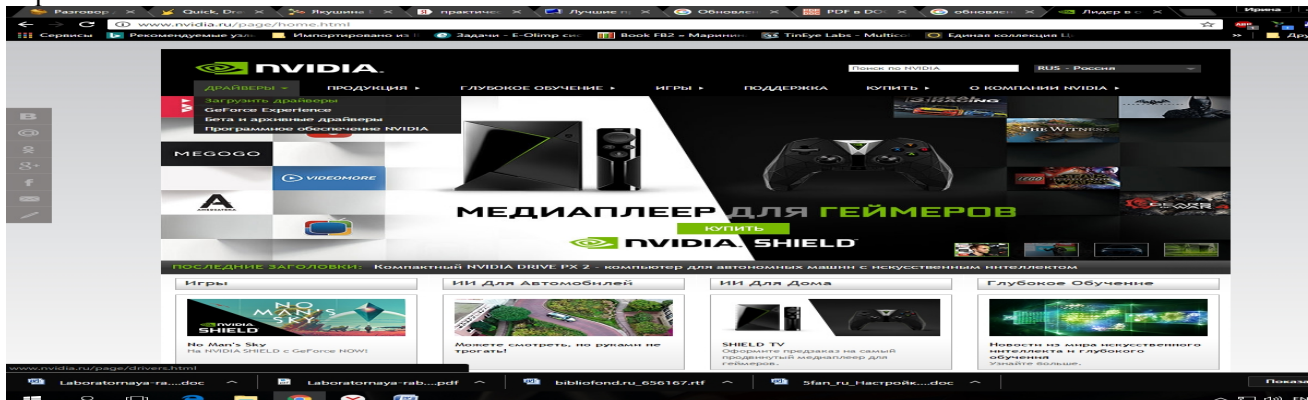 Разговор
Quick, Dra
Якушина
практичес
Лучшие п
Обновлен
PDF в DO
обновлен
Лидер в о
Ирина
www.nvidia.ru/page/home.html
Сервисы
Рекомендуемые узлы
Импортировано из
Задачи - E-Olimp сис
Book FB2 » Маринин
TinEye Labs - Multicol
Единая коллекция Ц
NVIDIA.
Поиск по NVIDIA
RUS - Россия
ДРАЙВЕРЫ
ПРОДУКЦИЯ
ГЛУБОКОЕ ОБУЧЕНИЕ
ИГРЫ
ПОДДЕРЖКА
КУПИТЬ
О КОМПАНИИ NVIDIA
Загрузить драйверы
GeForce Experience
Бета и архивные драйверы
Программное обеспечение NVIDIA
RACING
THE WITNESS
MEGOGO
VIDEOMORE
LEGO
AMEDIATEKA
МЕДИАПЛЕЕР ДЛЯ ГЕЙМЕРОВ
КУПИТЬ
NVIDIA. SHIELD
ПОСЛЕДНИЕ ЗАГОЛОВКИ: Компактный NVIDIA DRIVE PX 2 - компьютер для автономных машин с искусственным интеллектом
Игры
ИИ Для Автомобилей
ИИ Для Дома
Глубокое Обучение
NO MAN'S SKY
NVIDIA. SHIELD
No Man's Sky
На NVIDIA SHIELD с GeForce NOW!
Можете смотреть, но руками не
трогать!
SHIELD TV
Оформите предзаказ на самый
продвинутый медиаплеер для
геймеров.
Новости из мира искусственного
интеллекта и глубокого
обучения
Узнайте больше.
www.nvidia.ru/page/drivers.html
Laboratornaya-ra....doc
Laboratornaya-rab....pdf
bibliofond.ru_656167.rtf
5fan_ru_Настройк....doc
Показа